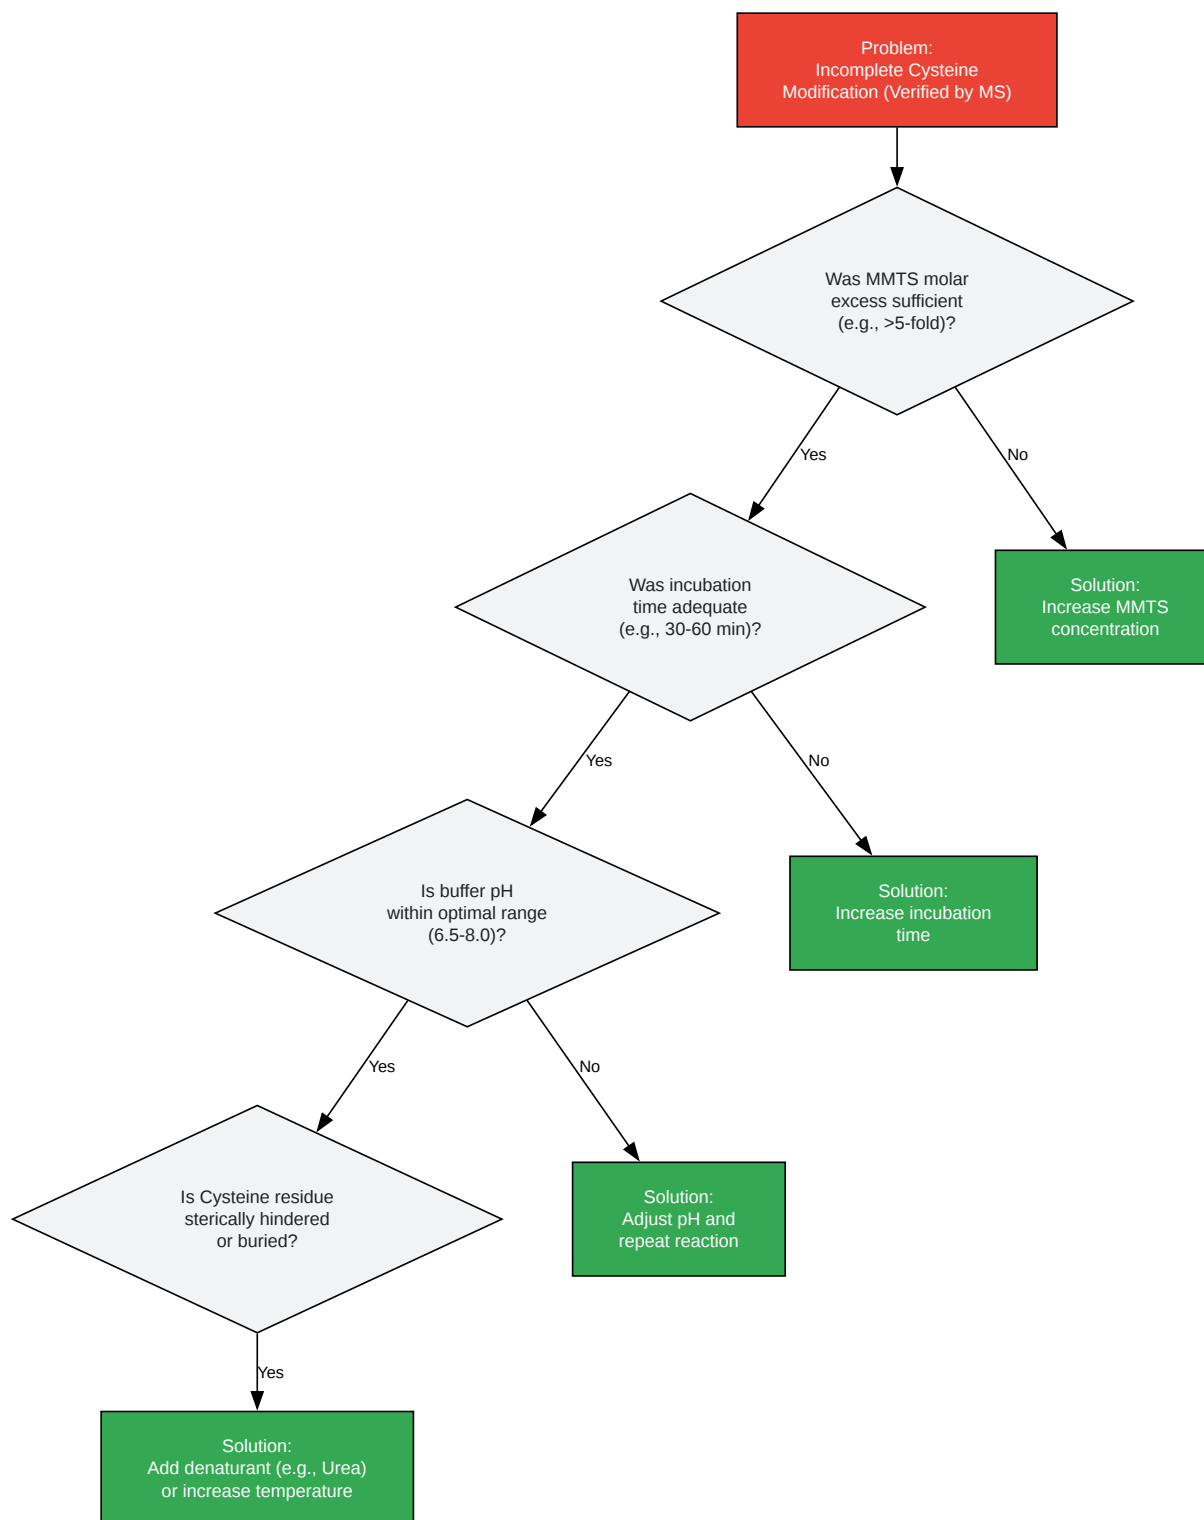 Problem:
Incomplete Cysteine
Modification (Verified by MS)
Was MMTS molar
excess sufficient
(e.g., >5-fold)?
Yes
No
Was incubation
time adequate
(e.g., 30-60 min)?
Solution:
Increase MMTS
concentration
Yes
No
Is buffer pH
within optimal range
(6.5-8.0)?
Solution:
Increase incubation
time
Yes
No
Is Cysteine residue
sterically hindered
or buried?
Solution:
Adjust pH and
repeat reaction
Yes
Solution:
Add denaturant (e.g., Urea)
or increase temperature